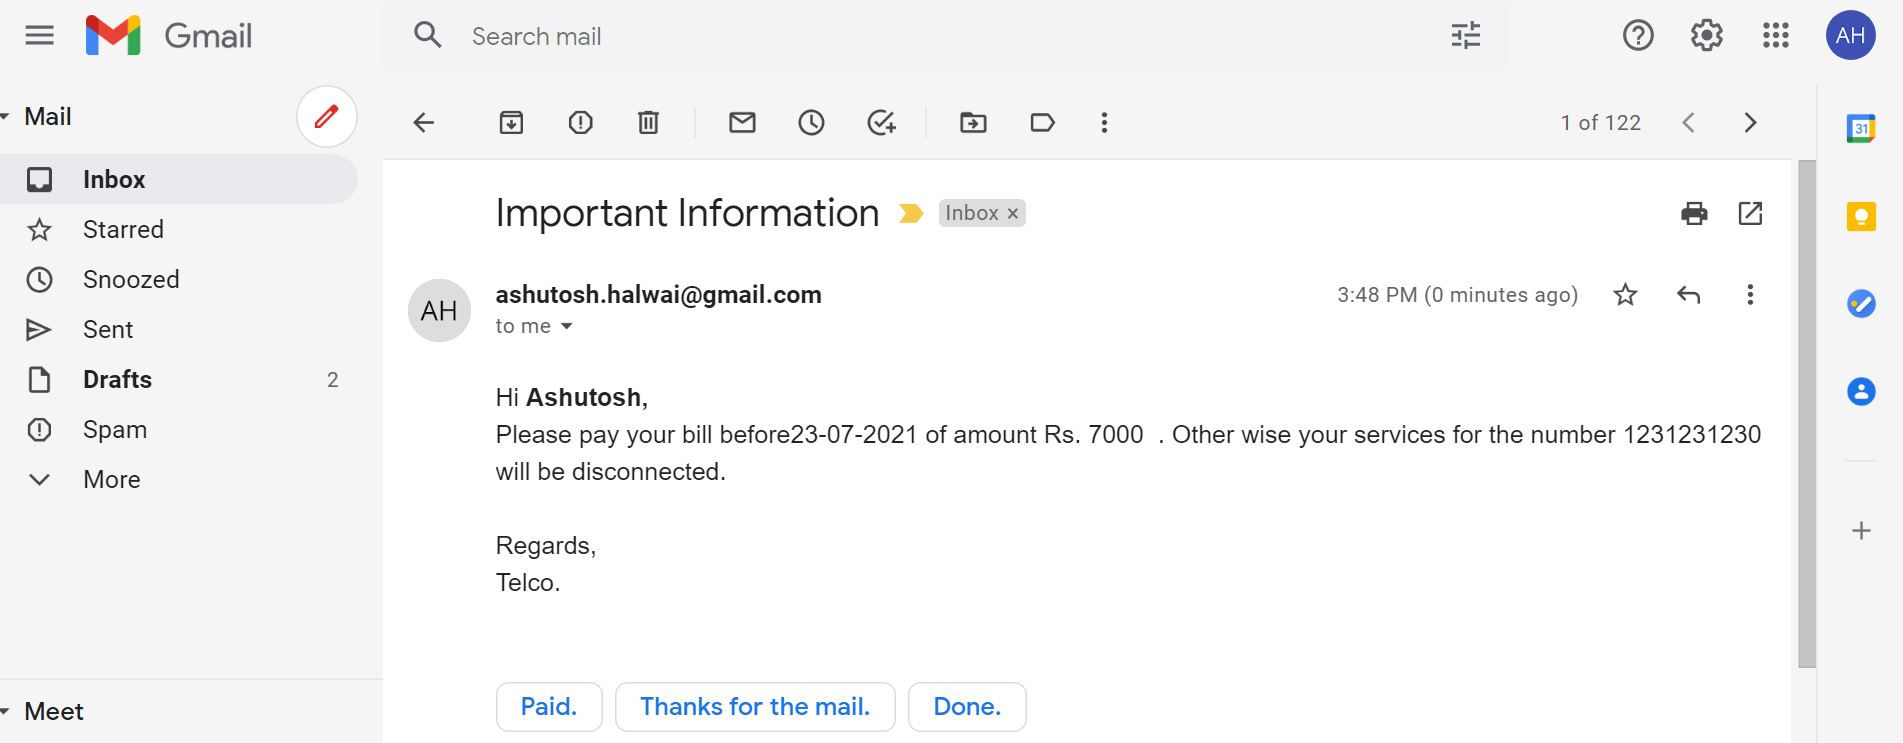 Gmail
Search mail
AH
Mail
1 of 122
31
Inbox
Starred
Snoozed
Sent
Drafts 2
Spam
More
Meet
Important Information Inbox ×
AH
ashutosh.halwai@gmail.com 3:48 PM (0 minutes ago)
to me
Hi Ashutosh,
Please pay your bill before23-07-2021 of amount Rs. 7000  . Other wise your services for the number 1231231230
will be disconnected.
Regards,
Telco.
Paid. Thanks for the mail. Done.